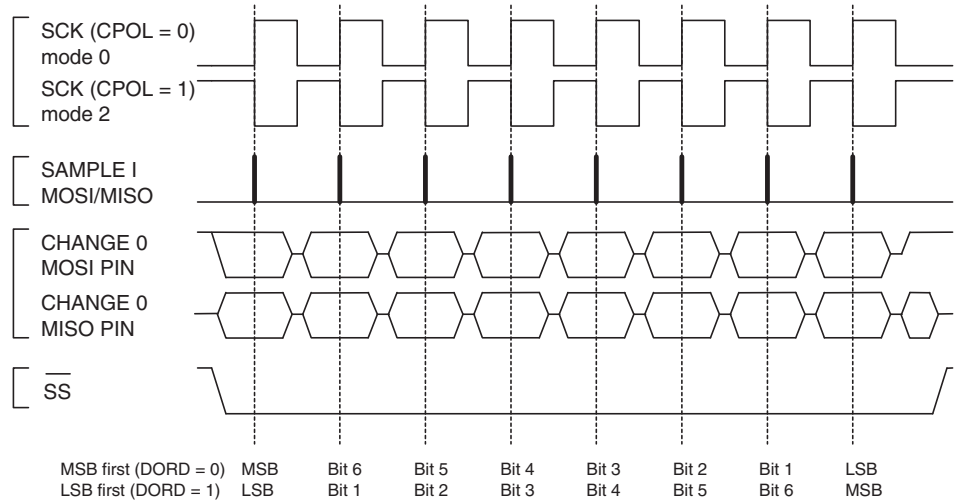 SCK (CPOL = 0)
mode 0
SCK (CPOL = 1)
mode 2
SAMPLE I
MOSI/MISO
CHANGE 0
MOSI PIN
CHANGE 0
MISO PIN
SS
MSB first (DORD = 0) MSB Bit 6 Bit 5 Bit 4 Bit 3 Bit 2 Bit 1 LSB
LSB first (DORD = 1) LSB Bit 1 Bit 2 Bit 3 Bit 4 Bit 5 Bit 6 MSB